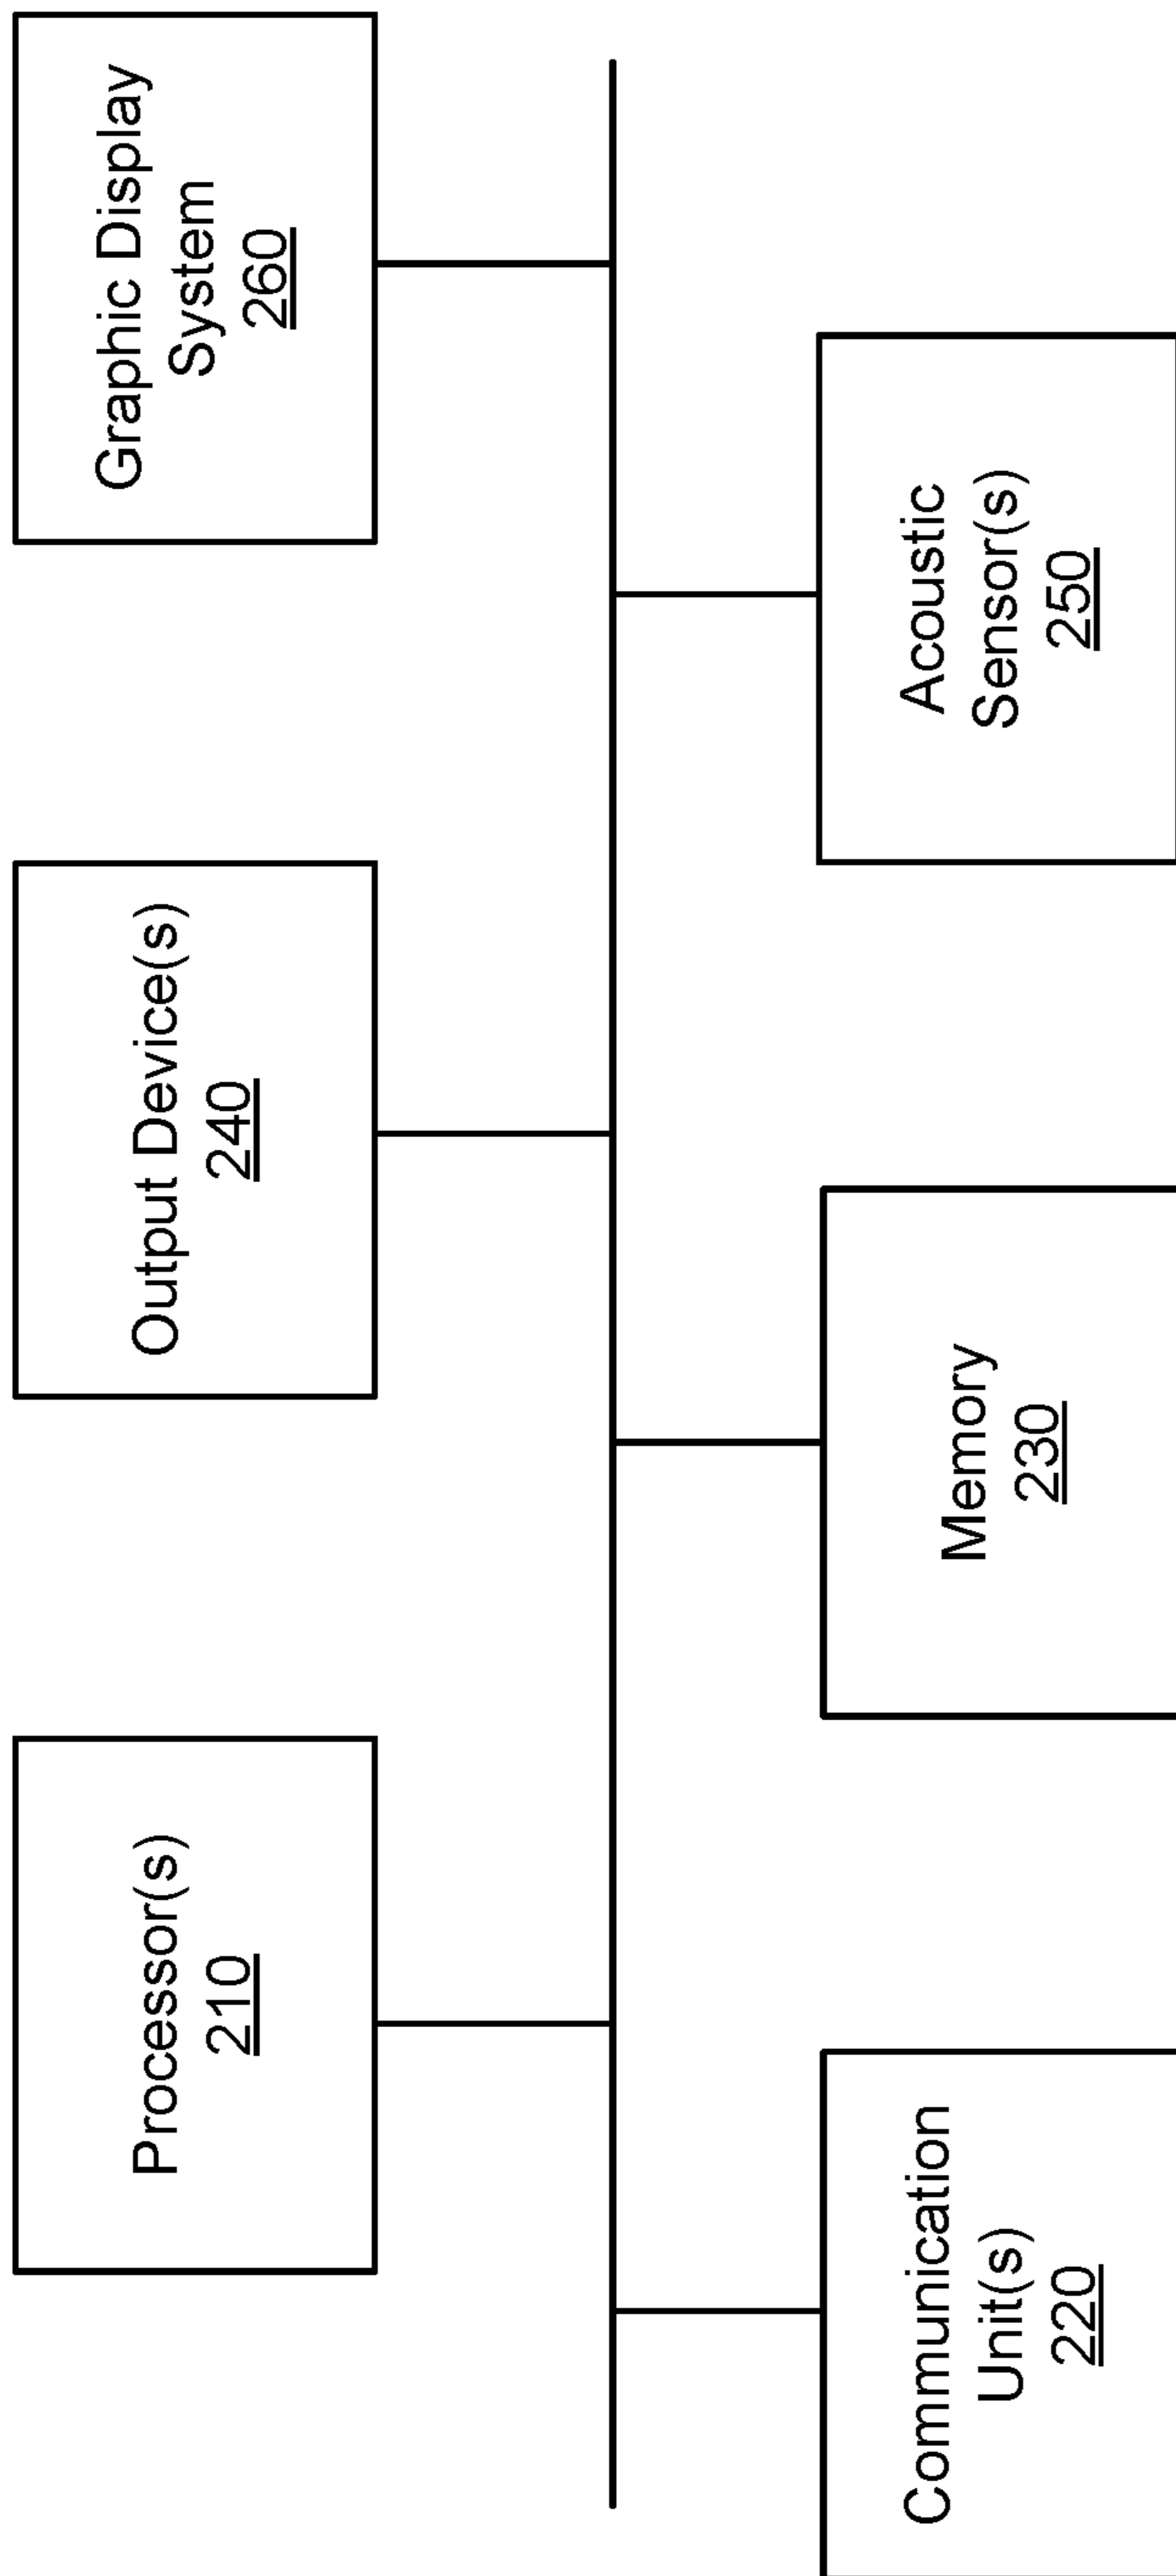 Processor(s)
210
Output Device(s)
240
Graphic Display
System
260
Communication
Unit(s)
220
Memory
230
Acoustic
Sensor(s)
250